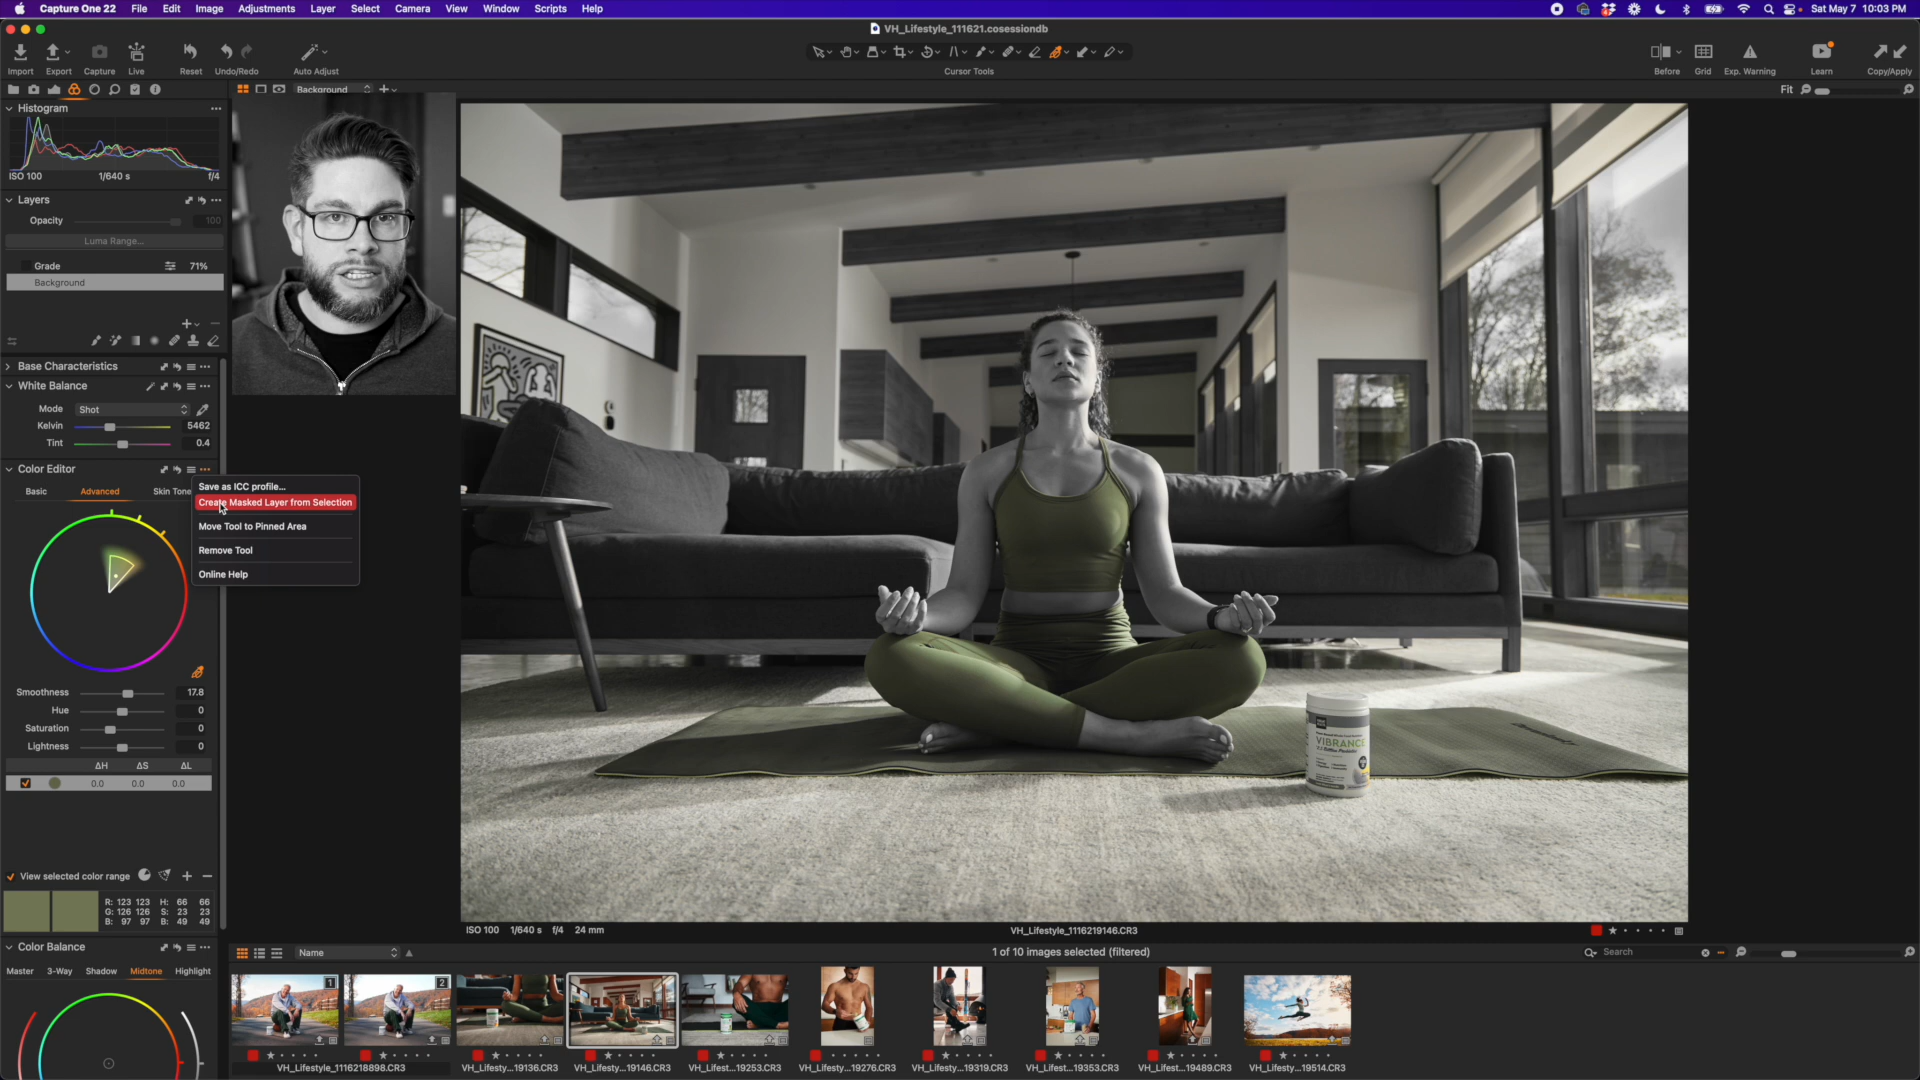 Capture One 22 File Edit Image Adjustments Layer Select Camera View Window Scripts Help Sat May 7 10:03 PM
VH_Lifestyle_111621.cosessiondb
Import Export Capture Live Reset Undo/Redo Auto Adjust Cursor Tools Before Grid Exp. Warning Learn Copy/Apply
Background Fit
Histogram
ISO 100 1/640 s f/4
Layers
Opacity 100
Luma Range...
Grade 71%
Background
Base Characteristics
White Balance
Mode Shot
Kelvin 5462
Tint 0.4
Color Editor
Basic Advanced Skin Tone
Save as ICC profile...
Create Masked Layer from Selection
Move Tool to Pinned Area
Remove Tool
Online Help
Smoothness 17.8
Hue 0
Saturation 0
Lightness 0
ΔH ΔS ΔL
0.0 0.0 0.0
View selected color range
R: 123 123 H: 66 66
G: 126 126 S: 23 23
B: 97 97 B: 49 49
VIBRANCE
ISO 100 1/640 s f/4 24 mm VH_Lifestyle_1116219146.CR3
Color Balance
Master 3-Way Shadow Midtone Highlight
Name 1 of 10 images selected (filtered) Search
1 2
VH_Lifestyle_1116218898.CR3 VH_Lifesty...19136.CR3 VH_Lifesty...19146.CR3 VH_Lifest...19253.CR3 VH_Lifesty...19276.CR3 VH_Lifesty...19319.CR3 VH_Lifest...19353.CR3 VH_Lifest...19489.CR3 VH_Lifesty...19514.CR3